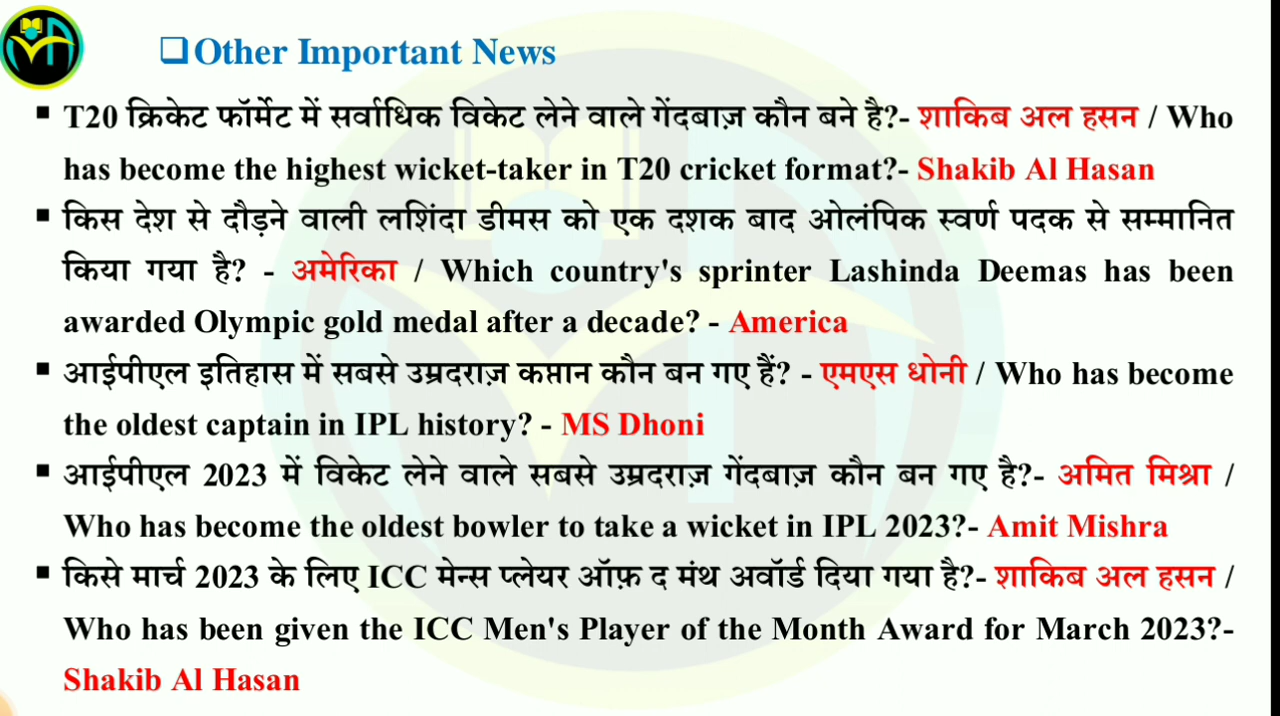 ❑Other Important News
▪ T20 क्रिकेट फॉर्मेट में सर्वाधिक विकेट लेने वाले गेंदबाज़ कौन बने है?- शाकिब अल हसन / Who
has become the highest wicket-taker in T20 cricket format?- Shakib Al Hasan
▪ किस देश से दौड़ने वाली लशिंदा डीमस को एक दशक बाद ओलंपिक स्वर्ण पदक से सम्मानित
किया गया है? - अमेरिका / Which country's sprinter Lashinda Deemas has been
awarded Olympic gold medal after a decade? - America
▪ आईपीएल इतिहास में सबसे उम्रदराज़ कप्तान कौन बन गए हैं? - एमएस धोनी / Who has become
the oldest captain in IPL history? - MS Dhoni
▪ आईपीएल 2023 में विकेट लेने वाले सबसे उम्रदराज़ गेंदबाज़ कौन बन गए है?- अमित मिश्रा /
Who has become the oldest bowler to take a wicket in IPL 2023?- Amit Mishra
▪ किसे मार्च 2023 के लिए ICC मेन्स प्लेयर ऑफ़ द मंथ अवॉर्ड दिया गया है?- शाकिब अल हसन /
Who has been given the ICC Men's Player of the Month Award for March 2023?-
Shakib Al Hasan